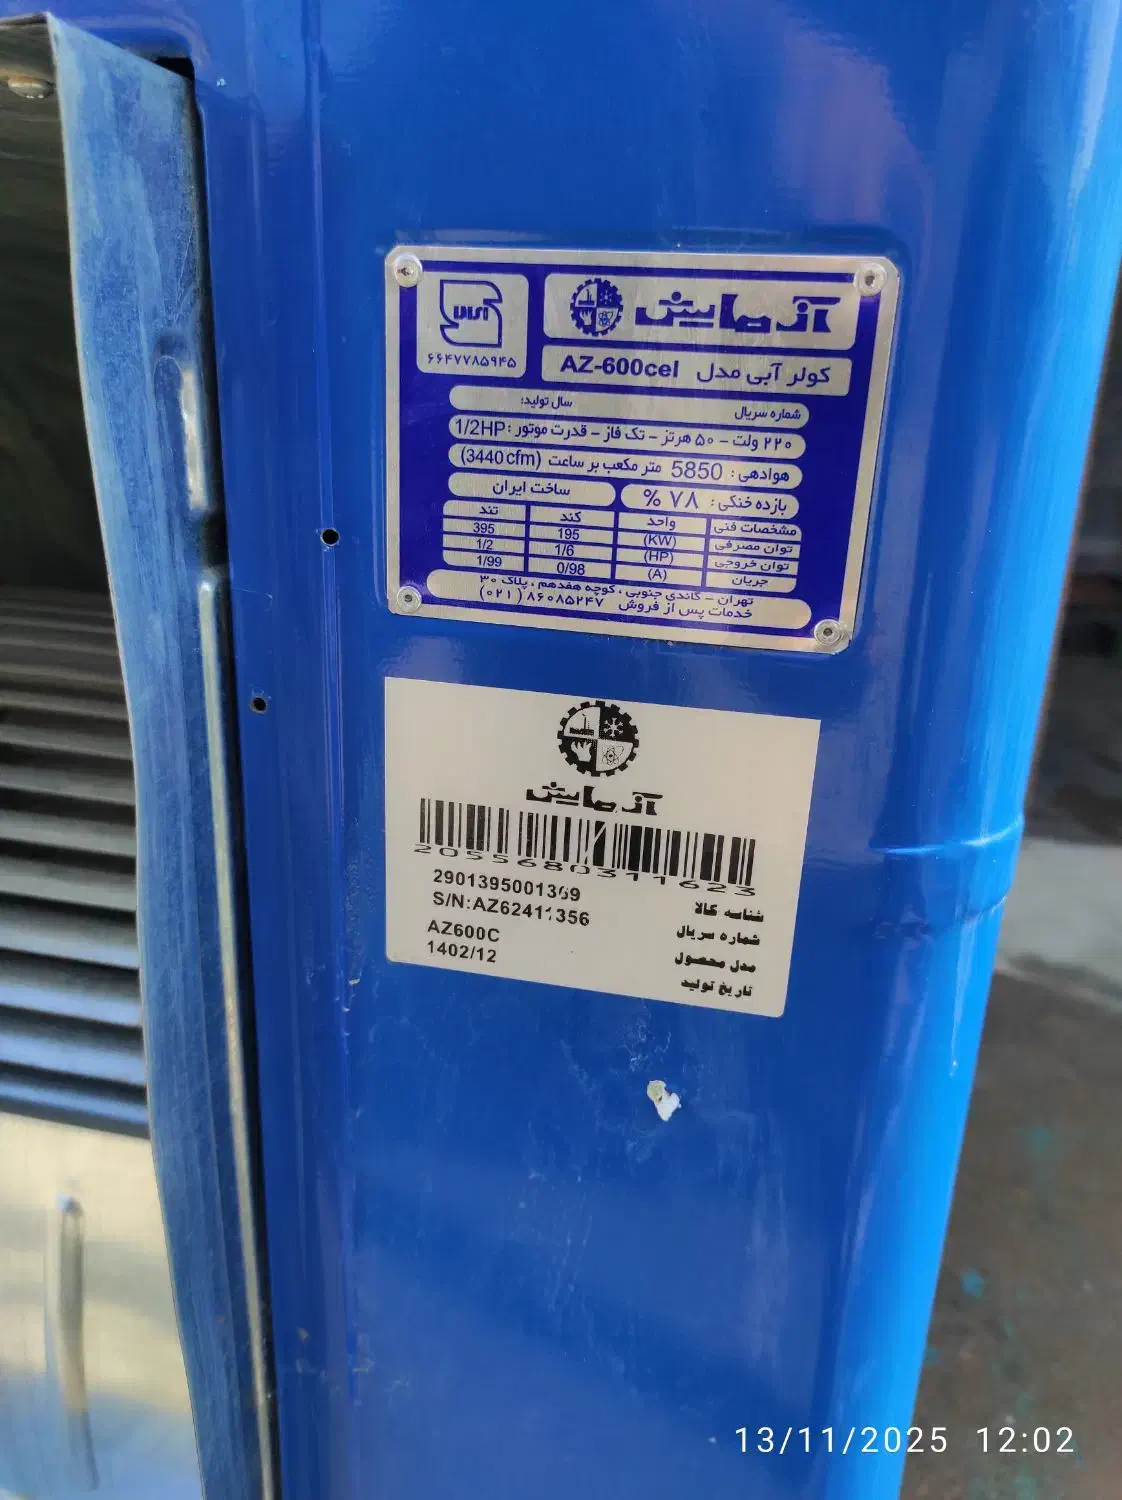 آزمایش
۶۶۴۷۷۸۵۹۴۵
کولر آبی مدل AZ-600cel
شماره سریال سال تولید:
۲۲۰ ولت - ۵۰ هرتز - تک فاز - قدرت موتور: 1/2HP
هوادهی: 5850 متر مکعب بر ساعت (3440 cfm)
بازده خنکی: ۷۸ % ساخت ایران
مشخصات فنی واحد کند تند
توان مصرفی (KW) 195 395
توان خروجی (HP) 1/6 1/2
جریان (A) 0/98 1/99
تهران - گاندی جنوبی ، کوچه هفدهم ، پلاک ۳۰
خدمات پس از فروش ۸۶۰۸۵۲۴۷ (۰۲۱)
آزمایش
2055680311623
شناسه کالا 2901395001369
شماره سریال S/N:AZ62411356
مدل محصول AZ600C
تاریخ تولید 1402/12
13/11/2025 12:02